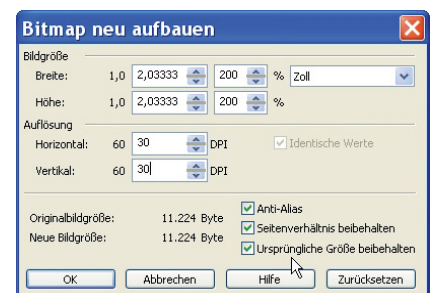 Bitmap neu aufbauen
Bildgröße
Breite: 1,0 2,03333 200 % Zoll
Höhe: 1,0 2,03333 200 %
Auflösung
Horizontal: 60 30 DPI Identische Werte
Vertikal: 60 30 DPI
Anti-Alias
Originalbildgröße: 11.224 Byte Seitenverhältnis beibehalten
Neue Bildgröße: 11.224 Byte Ursprüngliche Größe beibehalten
OK Abbrechen Hilfe Zurücksetzen